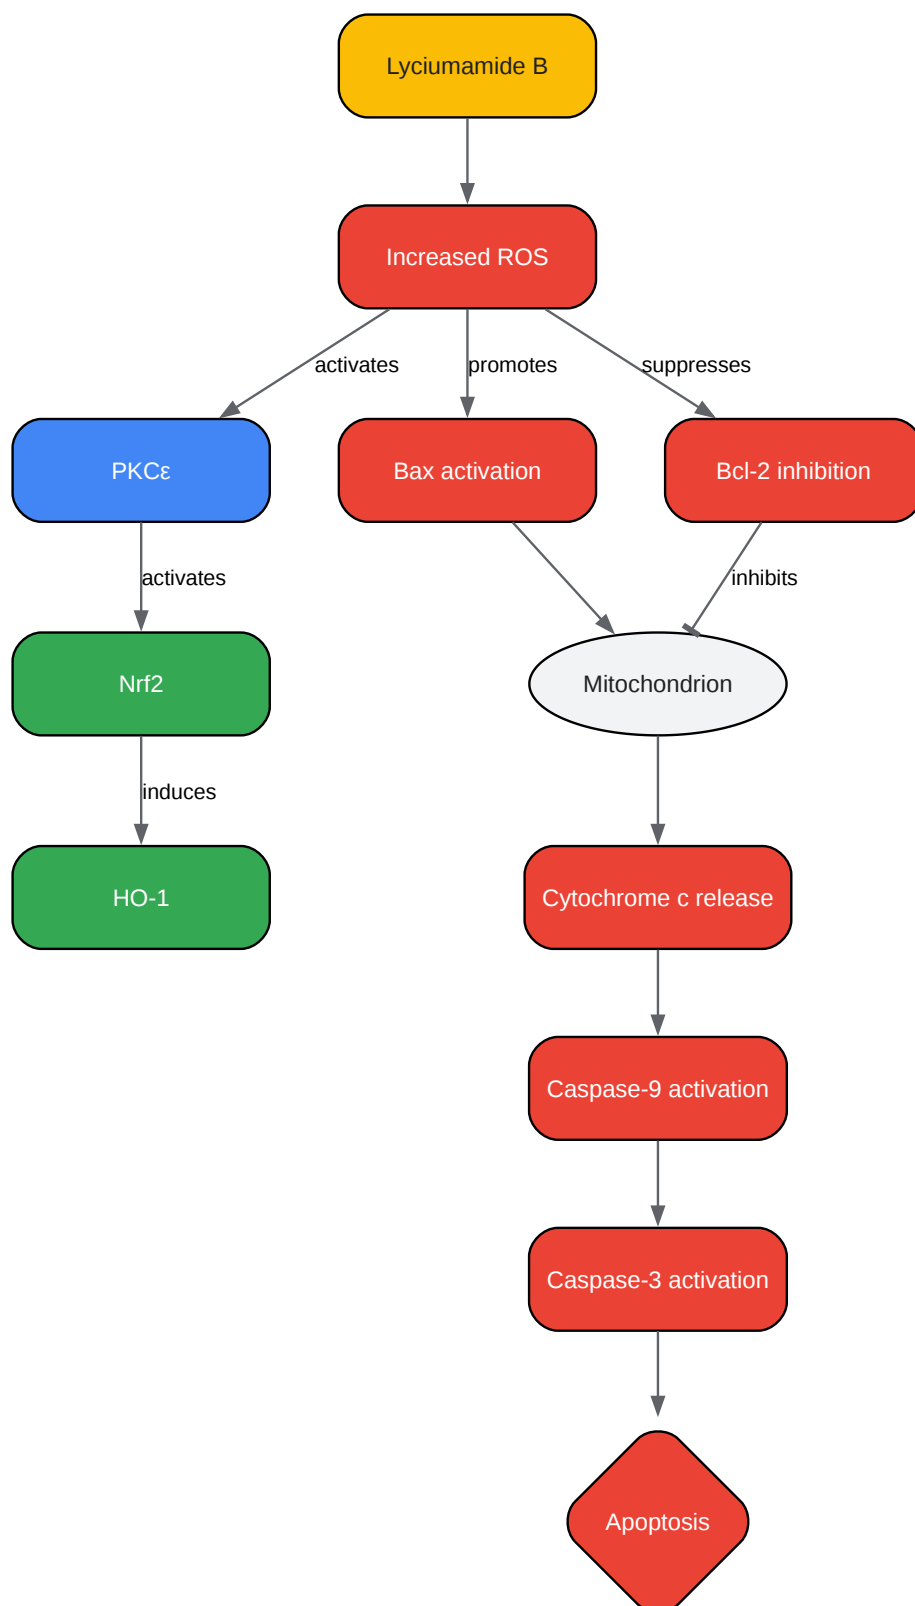 Lyciumamide B
Increased ROS
activates
promotes
suppresses
PKCε
Bax activation
Bcl-2 inhibition
activates
inhibits
Nrf2
Mitochondrion
induces
HO-1
Cytochrome c release
Caspase-9 activation
Caspase-3 activation
Apoptosis